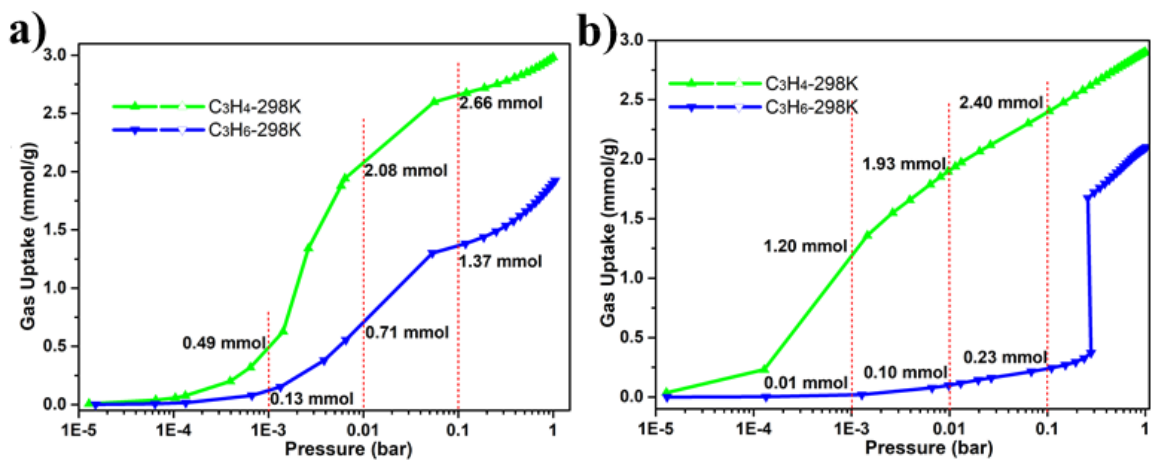 a)
3.0
2.5
2.0
1.5
1.0
0.5
0.0
Gas Uptake (mmol/g)
C3H4-298K
C3H6-298K
0.49 mmol
2.08 mmol
2.66 mmol
0.13 mmol
0.71 mmol
1.37 mmol
1E-5
1E-4
1E-3
0.01
0.1
1
Pressure (bar)
b)
3.0
2.5
2.0
1.5
1.0
0.5
0.0
Gas Uptake (mmol/g)
C3H4-298K
C3H6-298K
1.20 mmol
1.93 mmol
2.40 mmol
0.01 mmol
0.10 mmol
0.23 mmol
1E-5
1E-4
1E-3
0.01
0.1
1
Pressure (bar)